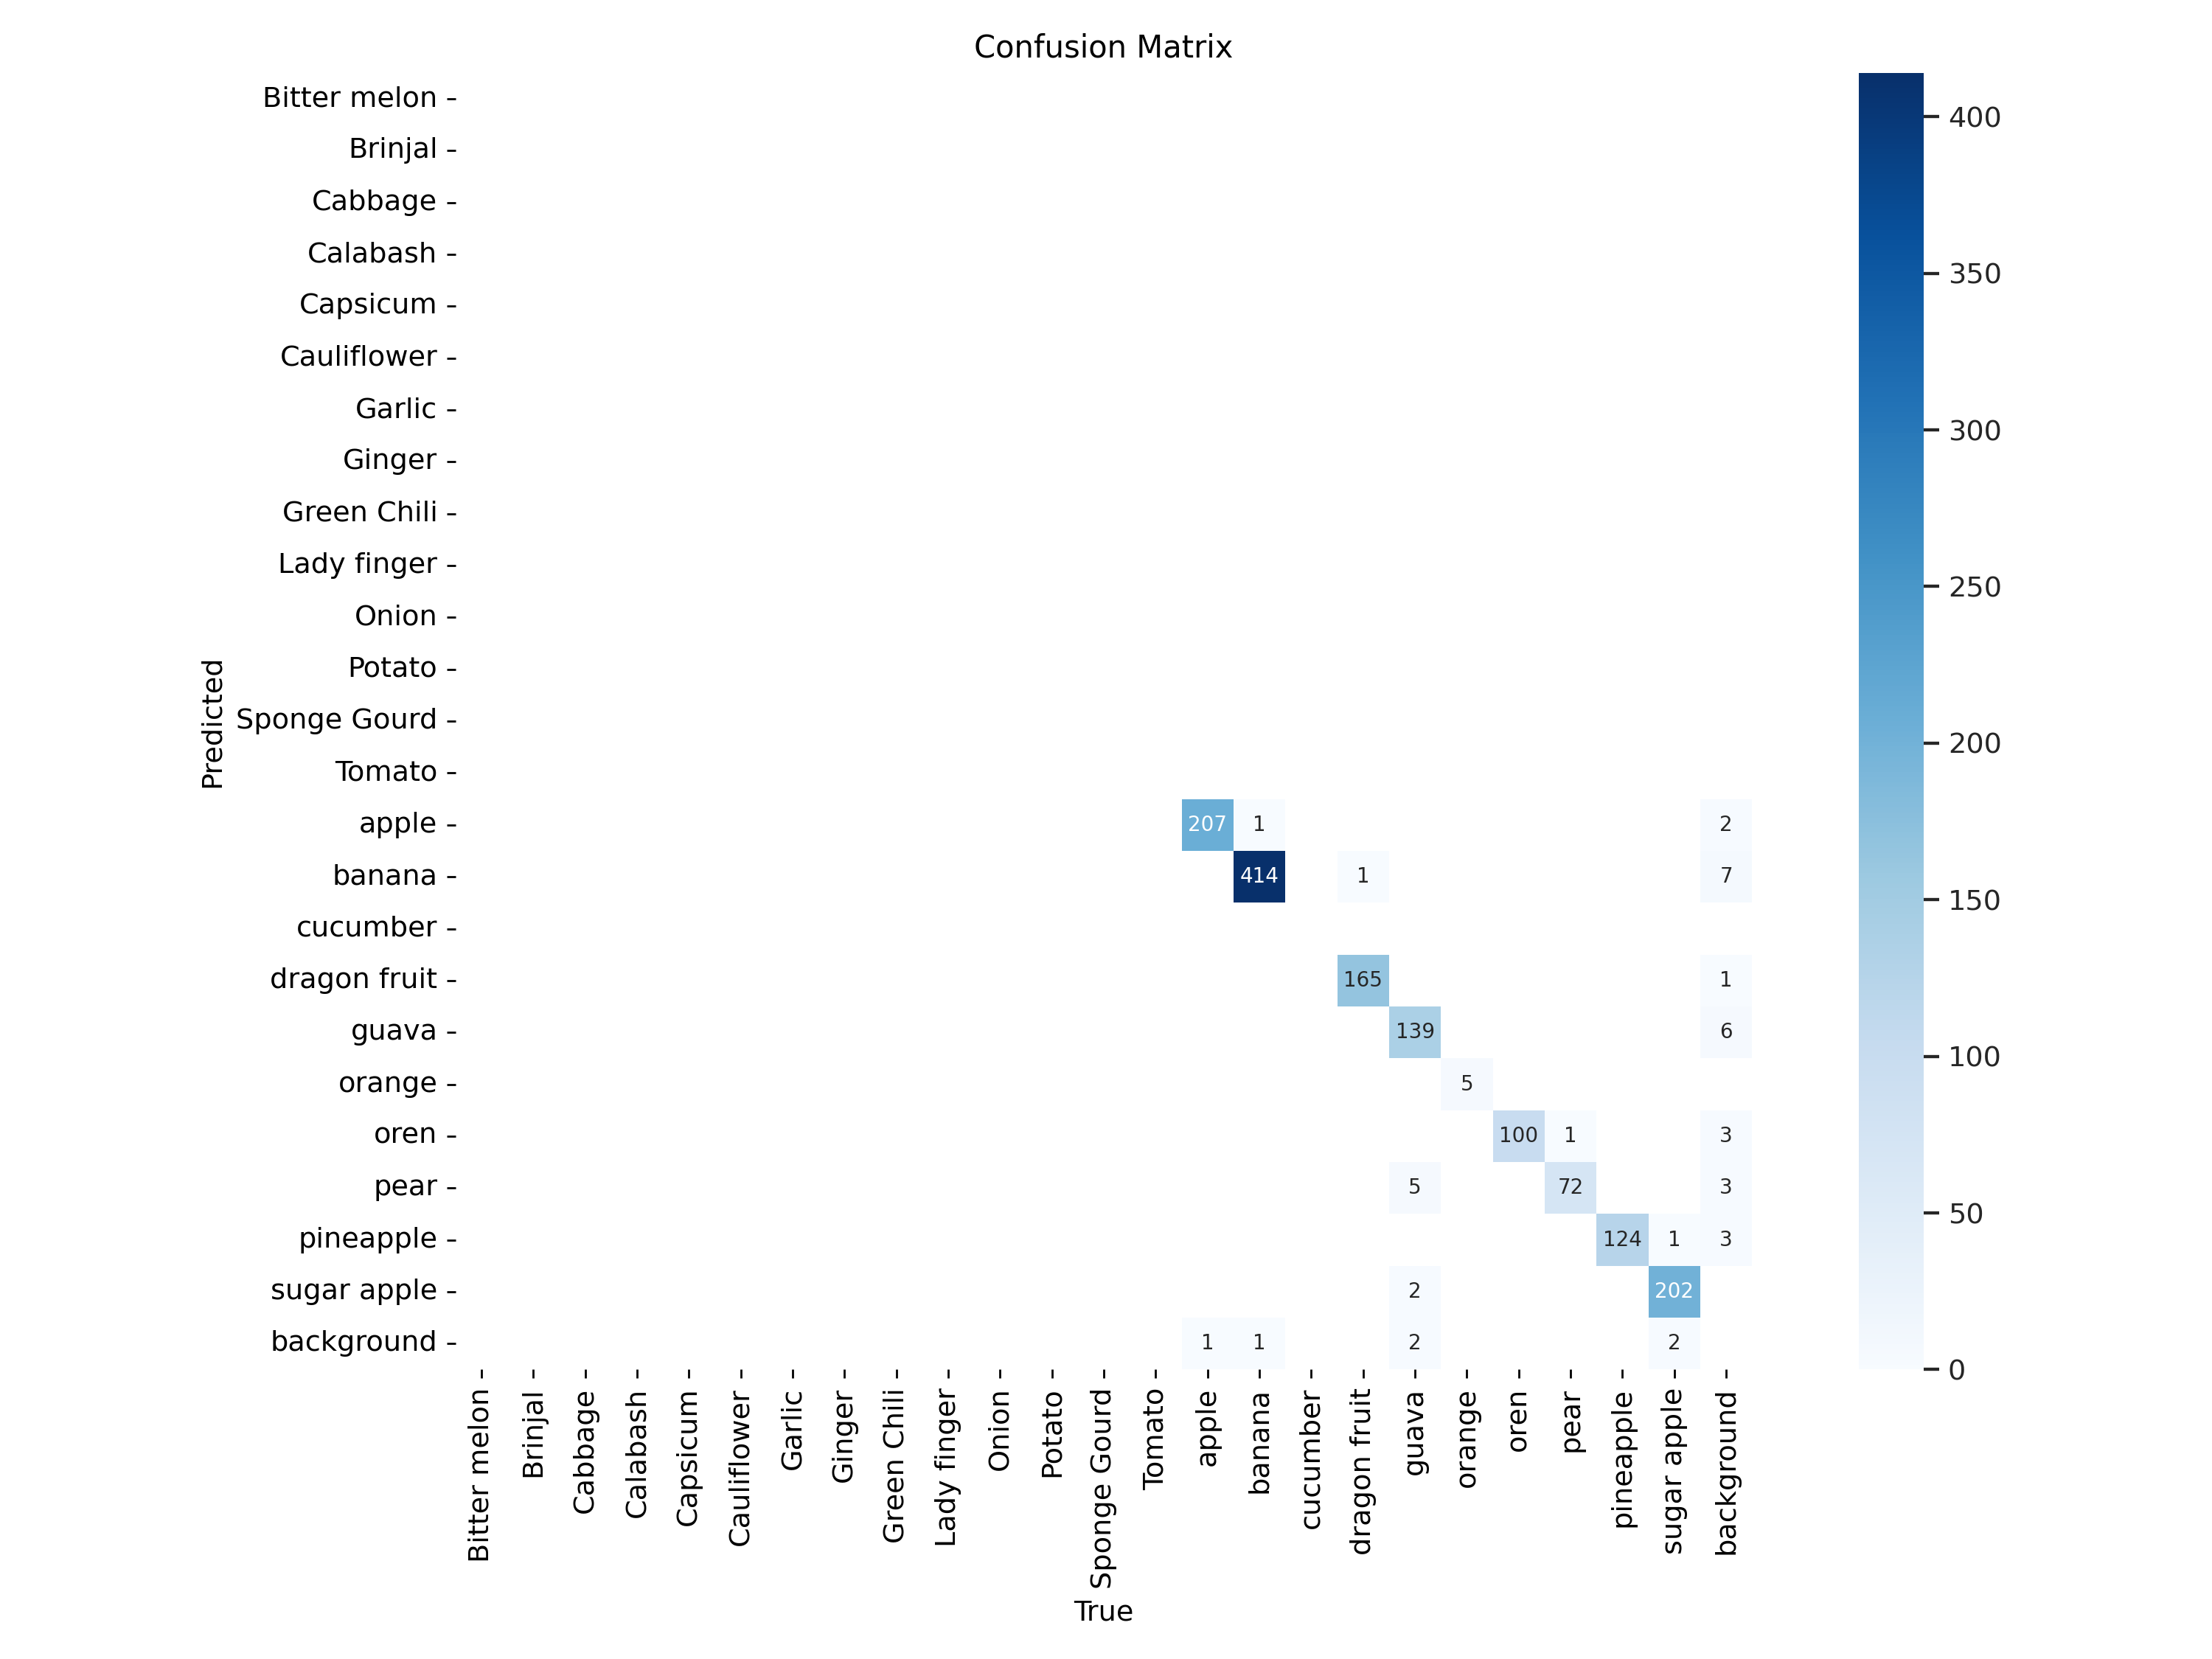 Confusion Matrix
Predicted
Bitter melon
Brinjal
Cabbage
Calabash
Capsicum
Cauliflower
Garlic
Ginger
Green Chili
Lady finger
Onion
Potato
Sponge Gourd
Tomato
apple 207 1 2
banana 414 1 7
cucumber
dragon fruit 165 1
guava 139 6
orange 5
oren 100 1 3
pear 5 72 3
pineapple 124 1 3
sugar apple 2 202
background 1 1 2 2
Bitter melon Brinjal Cabbage Calabash Capsicum Cauliflower Garlic Ginger Green Chili Lady finger Onion Potato Sponge Gourd Tomato apple banana cucumber dragon fruit guava orange oren pear pineapple sugar apple background
True
400
350
300
250
200
150
100
50
0